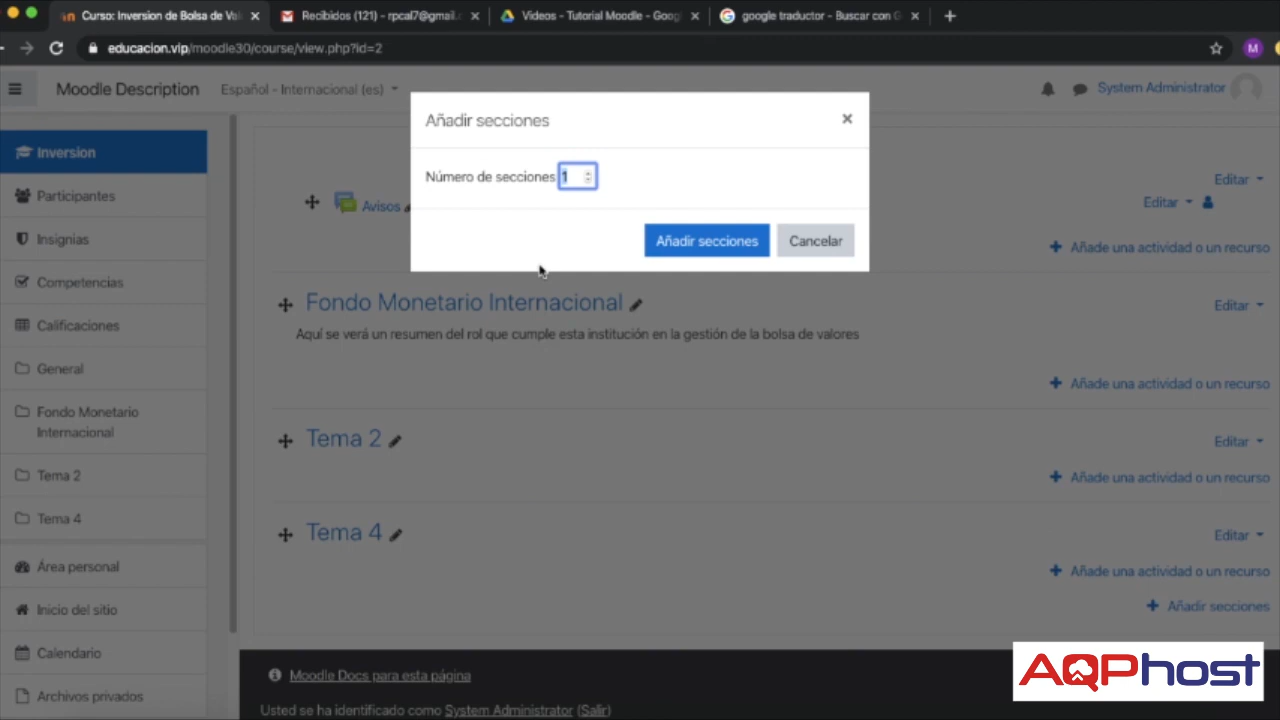 Curso: Inversion de Bolsa de Val
Recibidos (121) - rpcal7@gmail.
Videos - Tutorial Moodle - Goog
google traductor - Buscar con G
educacion.vip/moodle30/course/view.php?id=2
M
Moodle Description
Español - Internacional (es)
System Administrator
Añadir secciones
Número de secciones 1
Añadir secciones
Cancelar
Inversion
Participantes
Insignias
Competencias
Calificaciones
General
Fondo Monetario
Internacional
Tema 2
Tema 4
Área personal
Inicio del sitio
Calendario
Archivos privados
Editar
Avisos
Editar
Añade una actividad o un recurso
Fondo Monetario Internacional
Editar
Aquí se verá un resumen del rol que cumple esta institución en la gestión de la bolsa de valores
Añade una actividad o un recurso
Tema 2
Editar
Añade una actividad o un recurso
Tema 4
Editar
Añade una actividad o un recurso
Añadir secciones
Moodle Docs para esta página
Usted se ha identificado como System Administrator (Salir)
AQPhost